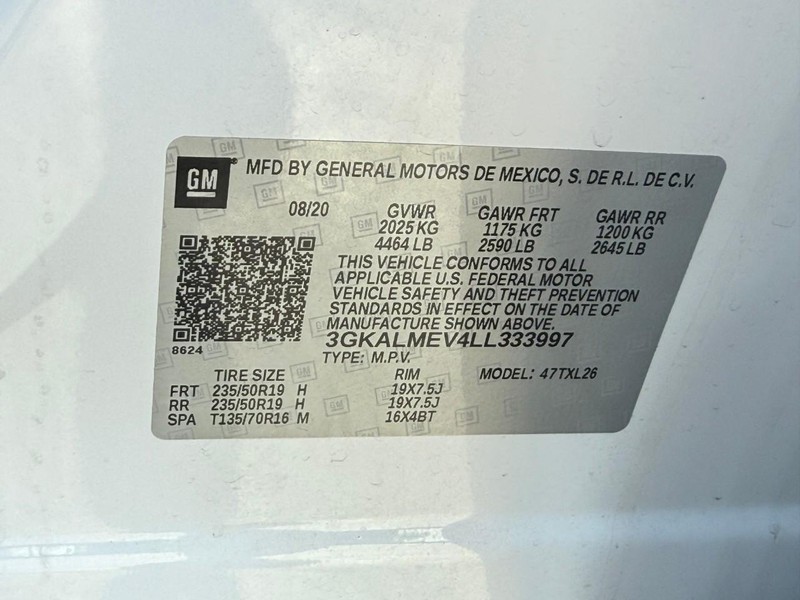 GM MFD BY GENERAL MOTORS DE MEXICO, S. DE R.L. DE C.V.
08/20 GVWR GAWR FRT GAWR RR
2025 KG 1175 KG 1200 KG
4464 LB 2590 LB 2645 LB
THIS VEHICLE CONFORMS TO ALL
APPLICABLE U.S. FEDERAL MOTOR
VEHICLE SAFETY AND THEFT PREVENTION
STANDARDS IN EFFECT ON THE DATE OF
MANUFACTURE SHOWN ABOVE.
8624 3GKALMEV4LL333997
TYPE: M.P.V.
TIRE SIZE RIM MODEL: 47TXL26
FRT 235/50R19 H 19X7.5J
RR 235/50R19 H 19X7.5J
SPA T135/70R16 M 16X4BT